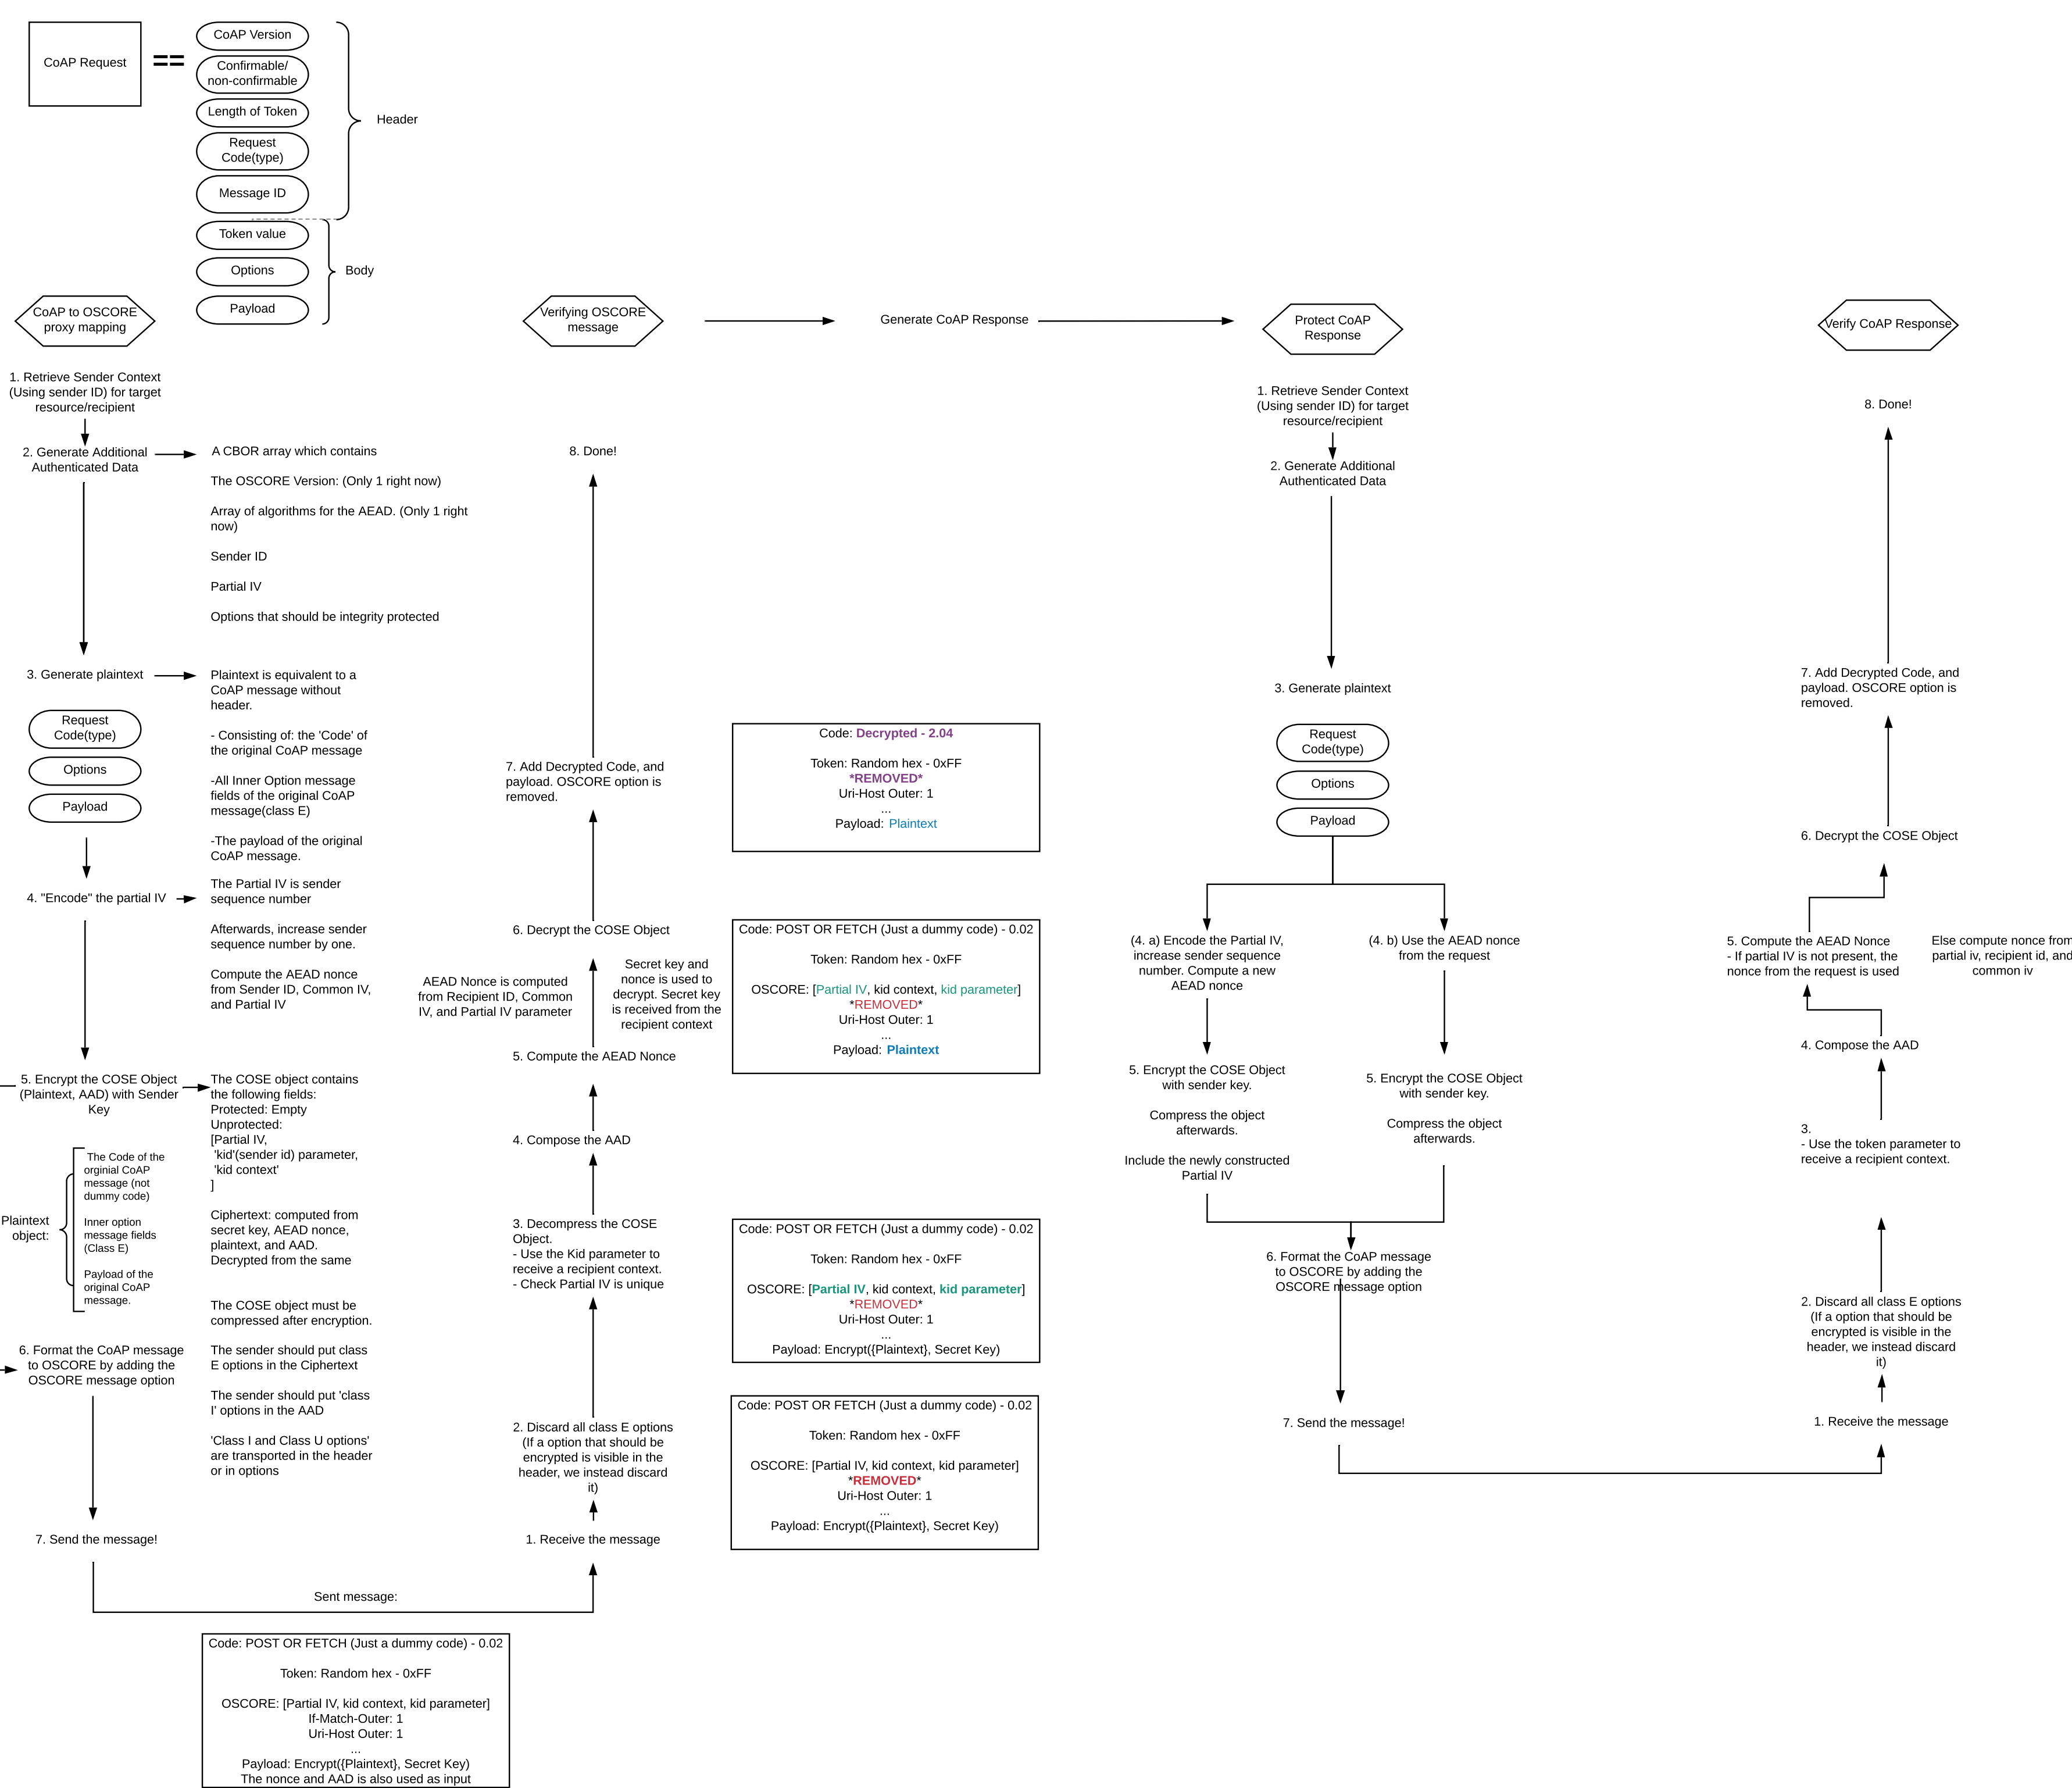 CoAP Request
==
CoAP Version
Confirmable/
non-confirmable
Length of Token
Request
Code(type)
Message ID
Header
Token value
Options
Payload
Body
CoAP to OSCORE
proxy mapping
1. Retrieve Sender Context
(Using sender ID) for target
resource/recipient
2. Generate Additional
Authenticated Data
A CBOR array which contains
The OSCORE Version: (Only 1 right now)
Array of algorithms for the AEAD. (Only 1 right
now)
Sender ID
Partial IV
Options that should be integrity protected
3. Generate plaintext
Request
Code(type)
Options
Payload
Plaintext is equivalent to a
CoAP message without
header.
- Consisting of: the 'Code' of
the original CoAP message
-All Inner Option message
fields of the original CoAP
message(class E)
-The payload of the original
CoAP message.
4. "Encode" the partial IV
The Partial IV is sender
sequence number
Afterwards, increase sender
sequence number by one.
Compute the AEAD nonce
from Sender ID, Common IV,
and Partial IV
5. Encrypt the COSE Object
(Plaintext, AAD) with Sender
Key
The COSE object contains
the following fields:
Protected: Empty
Unprotected:
[Partial IV,
'kid'(sender id) parameter,
'kid context'
]
Ciphertext: computed from
secret key, AEAD nonce,
plaintext, and AAD.
Decrypted from the same
The COSE object must be
compressed after encryption.
The sender should put class
E options in the Ciphertext
The sender should put 'class
I' options in the AAD
'Class I and Class U options'
are transported in the header
or in options
Plaintext
object:
The Code of the
orginial CoAP
message (not
dummy code)
Inner option
message fields
(Class E)
Payload of the
original CoAP
message.
6. Format the CoAP message
to OSCORE by adding the
OSCORE message option
7. Send the message!
Sent message:
Code: POST OR FETCH (Just a dummy code) - 0.02
Token: Random hex - 0xFF
OSCORE: [Partial IV, kid context, kid parameter]
If-Match-Outer: 1
Uri-Host Outer: 1
...
Payload: Encrypt({Plaintext}, Secret Key)
The nonce and AAD is also used as input
Verifying OSCORE
message
8. Done!
7. Add Decrypted Code, and
payload. OSCORE option is
removed.
6. Decrypt the COSE Object
AEAD Nonce is computed
from Recipient ID, Common
IV, and Partial IV parameter
Secret key and
nonce is used to
decrypt. Secret key
is received from the
recipient context
5. Compute the AEAD Nonce
4. Compose the AAD
3. Decompress the COSE
Object.
- Use the Kid parameter to
receive a recipient context.
- Check Partial IV is unique
2. Discard all class E options
(If a option that should be
encrypted is visible in the
header, we instead discard
it)
1. Receive the message
Code: Decrypted - 2.04
Token: Random hex - 0xFF
*REMOVED*
Uri-Host Outer: 1
...
Payload: Plaintext
Code: POST OR FETCH (Just a dummy code) - 0.02
Token: Random hex - 0xFF
OSCORE: [Partial IV, kid context, kid parameter]
*REMOVED*
Uri-Host Outer: 1
...
Payload: Plaintext
Code: POST OR FETCH (Just a dummy code) - 0.02
Token: Random hex - 0xFF
OSCORE: [Partial IV, kid context, kid parameter]
*REMOVED*
Uri-Host Outer: 1
...
Payload: Encrypt({Plaintext}, Secret Key)
Code: POST OR FETCH (Just a dummy code) - 0.02
Token: Random hex - 0xFF
OSCORE: [Partial IV, kid context, kid parameter]
*REMOVED*
Uri-Host Outer: 1
...
Payload: Encrypt({Plaintext}, Secret Key)
Generate CoAP Response
Protect CoAP
Response
1. Retrieve Sender Context
(Using sender ID) for target
resource/recipient
2. Generate Additional
Authenticated Data
3. Generate plaintext
Request
Code(type)
Options
Payload
(4. a) Encode the Partial IV,
increase sender sequence
number. Compute a new
AEAD nonce
(4. b) Use the AEAD nonce
from the request
5. Encrypt the COSE Object
with sender key.
Compress the object
afterwards.
Include the newly constructed
Partial IV
5. Encrypt the COSE Object
with sender key.
Compress the object
afterwards.
6. Format the CoAP message
to OSCORE by adding the
OSCORE message option
7. Send the message!
Verify CoAP Response
8. Done!
7. Add Decrypted Code, and
payload. OSCORE option is
removed.
6. Decrypt the COSE Object
5. Compute the AEAD Nonce
- If partial IV is not present, the
nonce from the request is used
Else compute nonce from
partial iv, recipient id, and
common iv
4. Compose the AAD
3.
- Use the token parameter to
receive a recipient context.
2. Discard all class E options
(If a option that should be
encrypted is visible in the
header, we instead discard
it)
1. Receive the message